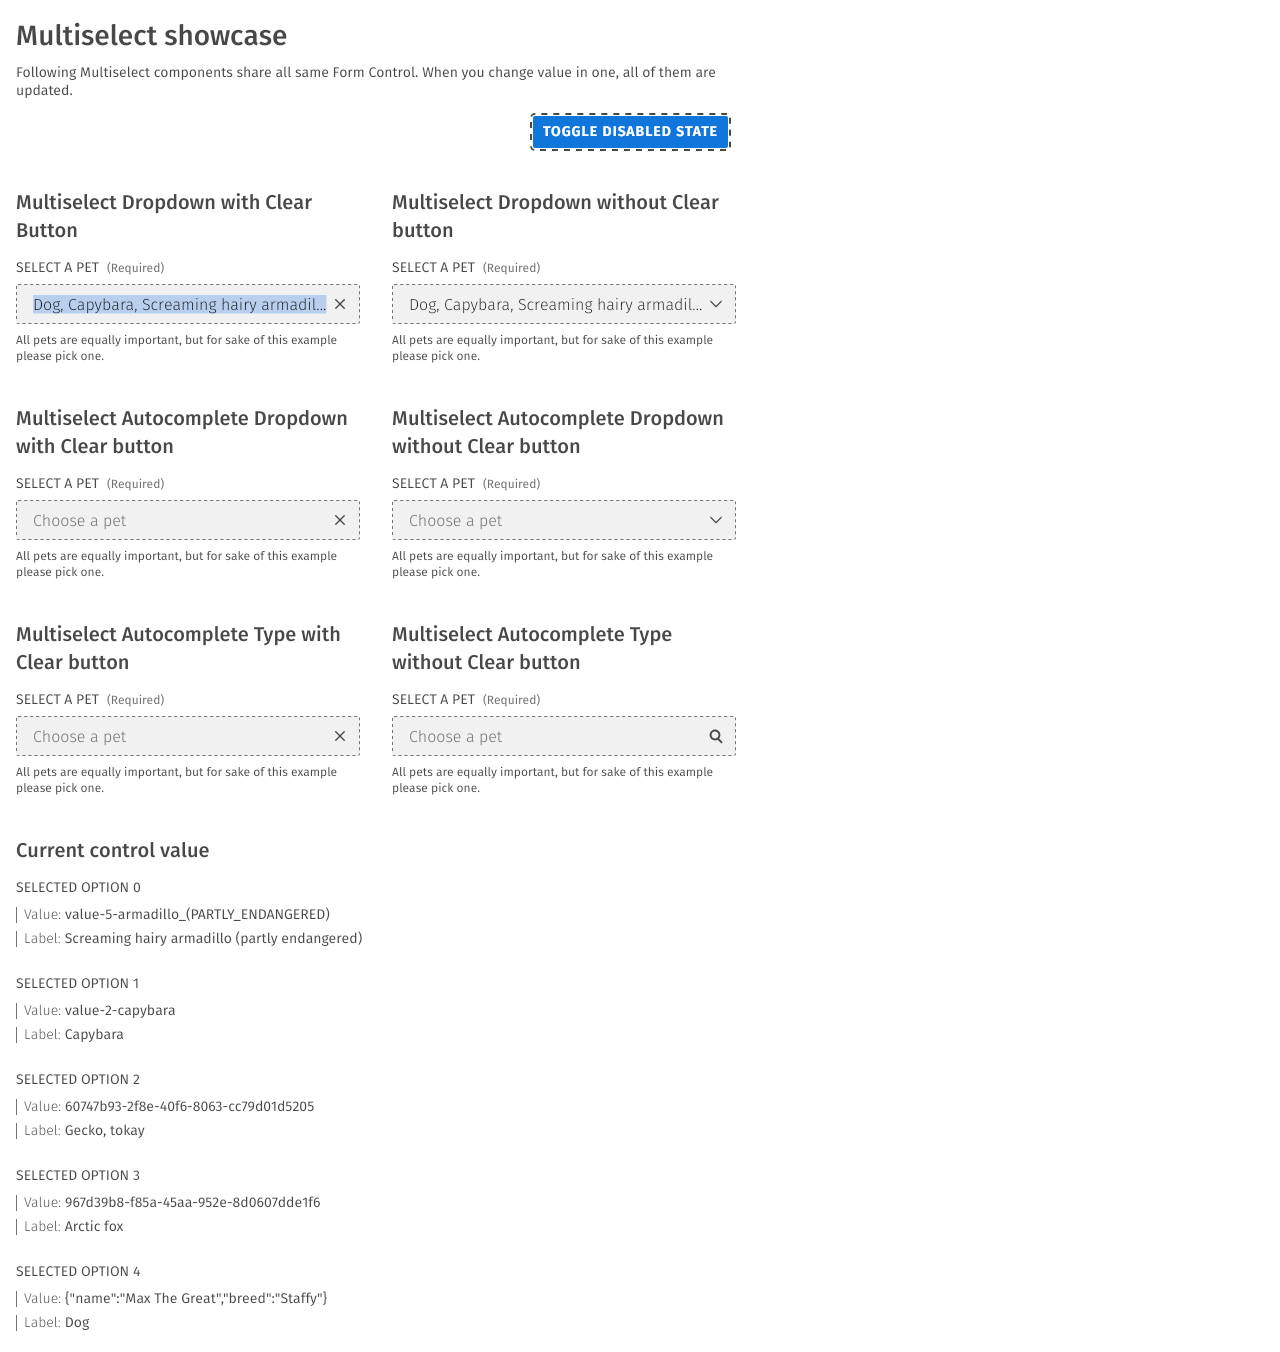 Multiselect showcase
Following Multiselect components share all same Form Control. When you change value in one, all of them are
updated.
TOGGLE DISABLED STATE
Multiselect Dropdown with Clear
Button
SELECT A PET (Required)
Dog, Capybara, Screaming hairy armadil...
All pets are equally important, but for sake of this example
please pick one.
Multiselect Dropdown without Clear
button
SELECT A PET (Required)
Dog, Capybara, Screaming hairy armadil...
All pets are equally important, but for sake of this example
please pick one.
Multiselect Autocomplete Dropdown
with Clear button
SELECT A PET (Required)
Choose a pet
All pets are equally important, but for sake of this example
please pick one.
Multiselect Autocomplete Dropdown
without Clear button
SELECT A PET (Required)
Choose a pet
All pets are equally important, but for sake of this example
please pick one.
Multiselect Autocomplete Type with
Clear button
SELECT A PET (Required)
Choose a pet
All pets are equally important, but for sake of this example
please pick one.
Multiselect Autocomplete Type
without Clear button
SELECT A PET (Required)
Choose a pet
All pets are equally important, but for sake of this example
please pick one.
Current control value
SELECTED OPTION 0
Value: value-5-armadillo_(PARTLY_ENDANGERED)
Label: Screaming hairy armadillo (partly endangered)
SELECTED OPTION 1
Value: value-2-capybara
Label: Capybara
SELECTED OPTION 2
Value: 60747b93-2f8e-40f6-8063-cc79d01d5205
Label: Gecko, tokay
SELECTED OPTION 3
Value: 967d39b8-f85a-45aa-952e-8d0607dde1f6
Label: Arctic fox
SELECTED OPTION 4
Value: {"name":"Max The Great","breed":"Staffy"}
Label: Dog